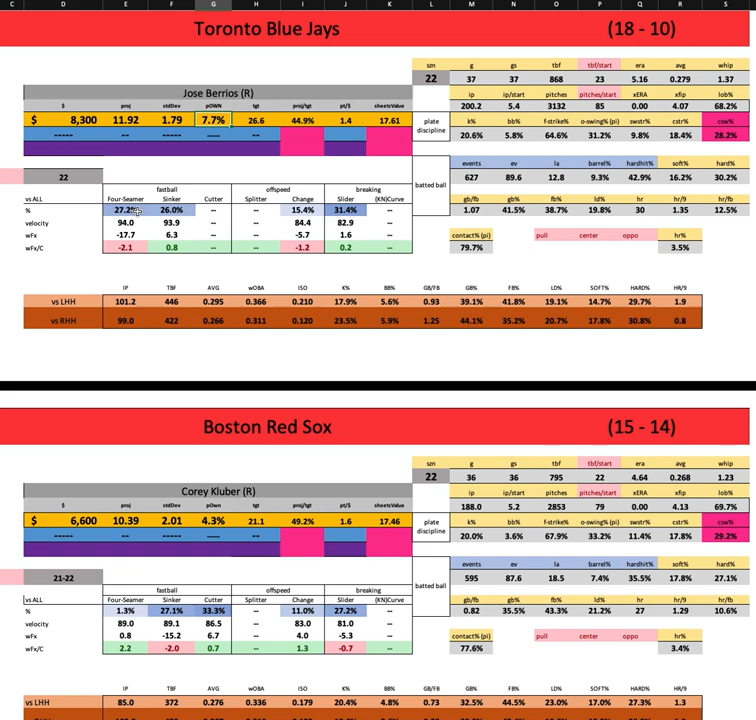 C D E F G H I J K L M N O P Q R S
Toronto Blue Jays (18 - 10)
szn g gs tbf tbf/start era avg whip
22 37 37 868 23 5.16 0.279 1.37
Jose Berrios (R) ip ip/start pitches pitches/start xERA xfip lob%
$ proj stdDev pOWN tgt proj/tgt pt/$ sheetsValue 200.2 5.4 3132 85 0.00 4.07 68.2%
$ 8,300 11.92 1.79 7.7% 26.6 44.9% 1.4 17.61 plate discipline k% bb% f-strike% o-swing% (pi) swstr% cstr% csw%
----- -- ----- ---- -- 20.6% 5.8% 64.6% 31.2% 9.8% 18.4% 28.2%
batted ball events ev la barrel% hardhit% soft% hard%
22 627 89.6 12.8 9.3% 42.9% 16.2% 30.2%
fastball offspeed breaking
vs ALL Four-Seamer Sinker Cutter Splitter Change Slider (KN)Curve gb/fb gb% fb% ld% hr hr/9 hr/fb
% 27.2% 26.0% -- -- 15.4% 31.4% -- 1.07 41.5% 38.7% 19.8% 30 1.35 12.5%
velocity 94.0 93.9 -- -- 84.4 82.9 --
wFx -17.7 6.3 -- -- -5.7 1.6 -- contact% (pi) pull center oppo hr%
wFx/C -2.1 0.8 -- -- -1.2 0.2 -- 79.7% 3.5%
IP TBF AVG wOBA ISO K% BB% GB/FB GB% FB% LD% SOFT% HARD% HR/9
vs LHH 101.2 446 0.295 0.366 0.210 17.9% 5.6% 0.93 39.1% 41.8% 19.1% 14.7% 29.7% 1.9
vs RHH 99.0 422 0.266 0.311 0.120 23.5% 5.9% 1.25 44.1% 35.2% 20.7% 17.8% 30.8% 0.8
Boston Red Sox (15 - 14)
szn g gs tbf tbf/start era avg whip
22 36 36 795 22 4.64 0.268 1.23
Corey Kluber (R) ip ip/start pitches pitches/start xERA xfip lob%
$ proj stdDev pOwn tgt proj/tgt pt/$ sheetsValue 188.0 5.2 2853 79 0.00 4.13 69.7%
$ 6,600 10.39 2.01 4.3% 21.1 49.2% 1.6 17.46 plate discipline k% bb% f-strike% o-swing% (pi) swstr% cstr% csw%
----- -- ----- ---- -- 20.0% 3.6% 67.9% 33.2% 11.4% 17.8% 29.2%
batted ball events ev la barrel% hardhit% soft% hard%
21-22 595 87.6 18.5 7.4% 35.5% 17.8% 27.1%
fastball offspeed breaking
vs ALL Four-Seamer Sinker Cutter Splitter Change Slider (KN)Curve gb/fb gb% fb% ld% hr hr/9 hr/fb
% 1.3% 27.1% 33.3% -- 11.0% 27.2% -- 0.82 35.5% 43.3% 21.2% 27 1.29 10.6%
velocity 89.0 89.1 86.5 -- 83.0 81.0 --
wFx 0.8 -15.2 6.7 -- 4.0 -5.3 -- contact% (pi) pull center oppo hr%
wFx/C 2.2 -2.0 0.7 -- 1.3 -0.7 -- 77.6% 3.4%
IP TBF AVG wOBA ISO K% BB% GB/FB GB% FB% LD% SOFT% HARD% HR/9
vs LHH 85.0 372 0.276 0.336 0.179 20.4% 4.8% 0.73 32.5% 44.5% 23.0% 17.0% 27.3% 1.3